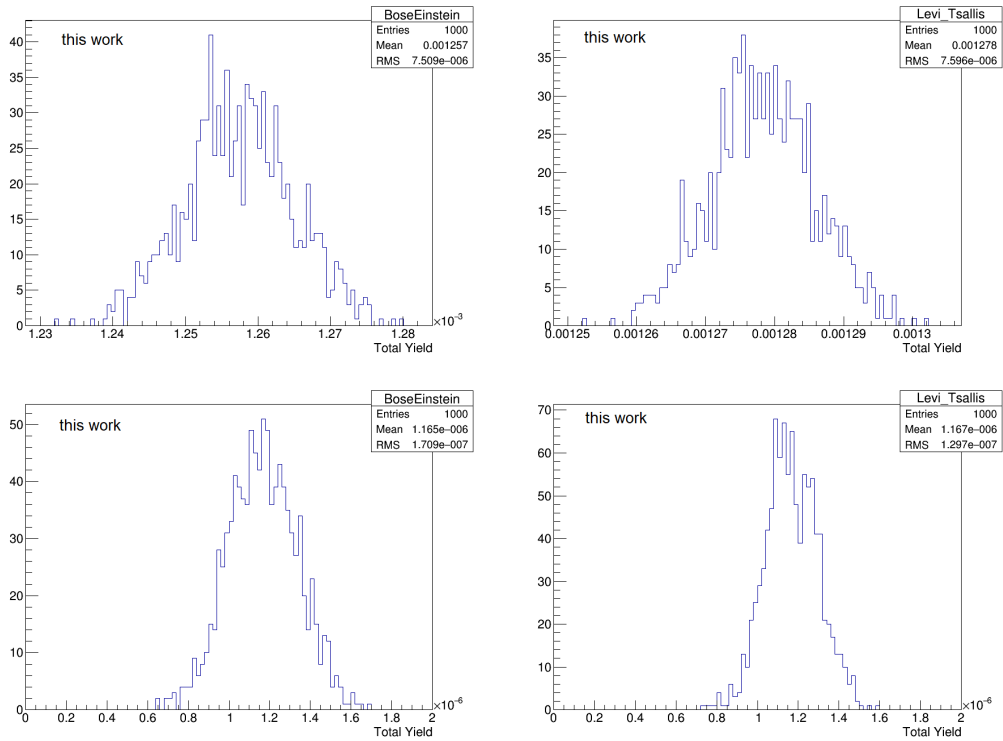 this work
BoseEinstein
Entries 1000
Mean 0.001257
RMS 7.509e-006
40
35
30
25
20
15
10
5
0
1.23 1.24 1.25 1.26 1.27 1.28
×10⁻³
Total Yield
this work
Levi_Tsallis
Entries 1000
Mean 0.001278
RMS 7.596e-006
35
30
25
20
15
10
5
0
0.00125 0.00126 0.00127 0.00128 0.00129 0.0013
Total Yield
this work
BoseEinstein
Entries 1000
Mean 1.165e-006
RMS 1.709e-007
50
40
30
20
10
0
0 0.2 0.4 0.6 0.8 1 1.2 1.4 1.6 1.8 2
×10⁻⁶
Total Yield
this work
Levi_Tsallis
Entries 1000
Mean 1.167e-006
RMS 1.297e-007
70
60
50
40
30
20
10
0
0 0.2 0.4 0.6 0.8 1 1.2 1.4 1.6 1.8 2
×10⁻⁶
Total Yield